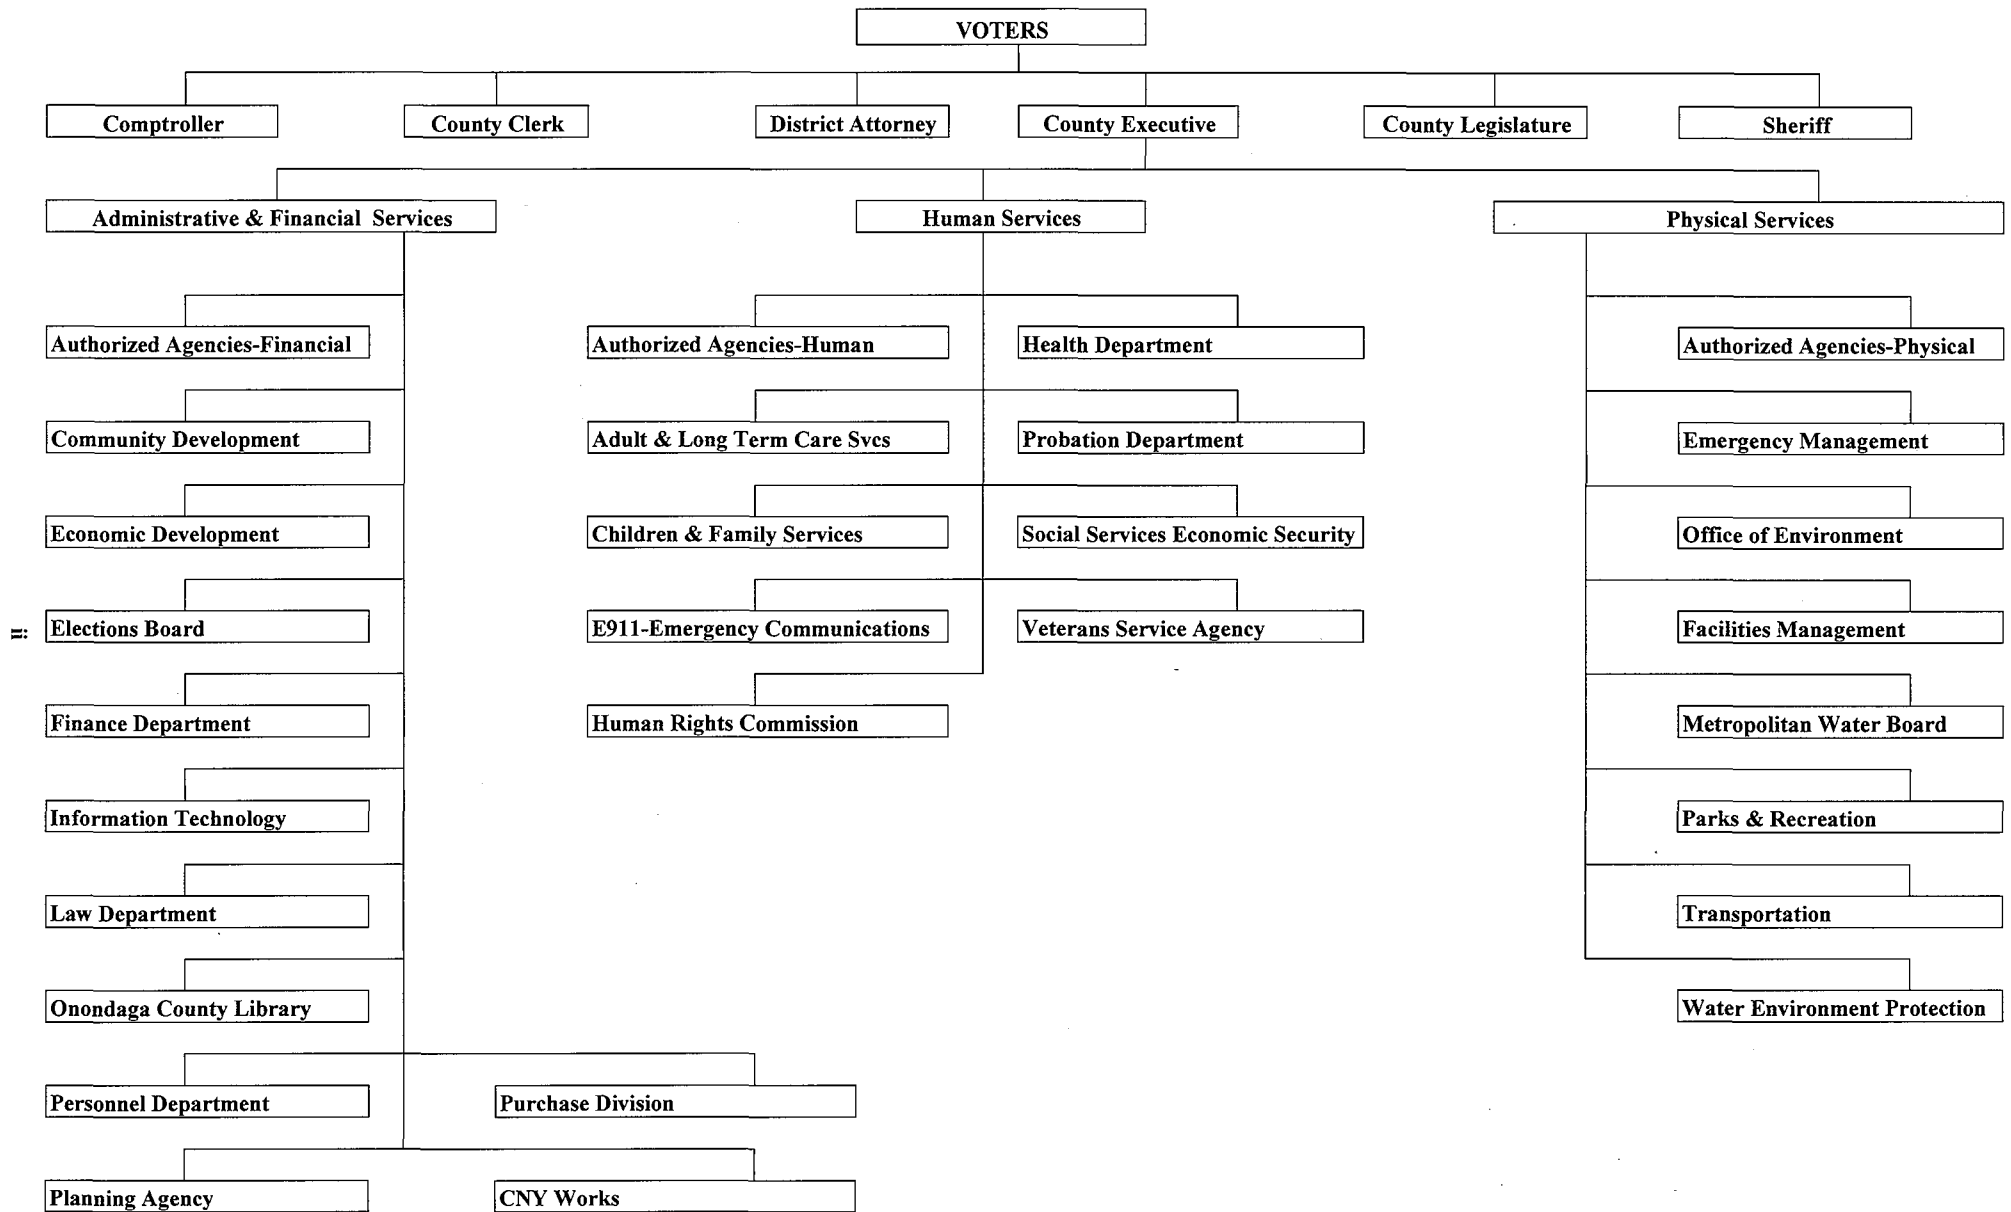 VOTERS
Comptroller
County Clerk
District Attorney
County Executive
County Legislature
Sheriff
Administrative & Financial Services
Human Services
Physical Services
Authorized Agencies-Financial
Authorized Agencies-Human
Health Department
Authorized Agencies-Physical
Community Development
Adult & Long Term Care Svcs
Probation Department
Emergency Management
Economic Development
Children & Family Services
Social Services Economic Security
Office of Environment
ii
Elections Board
E911-Emergency Communications
Veterans Service Agency
Facilities Management
Finance Department
Human Rights Commission
Metropolitan Water Board
Information Technology
Parks & Recreation
Law Department
Transportation
Onondaga County Library
Water Environment Protection
Personnel Department
Purchase Division
Planning Agency
CNY Works